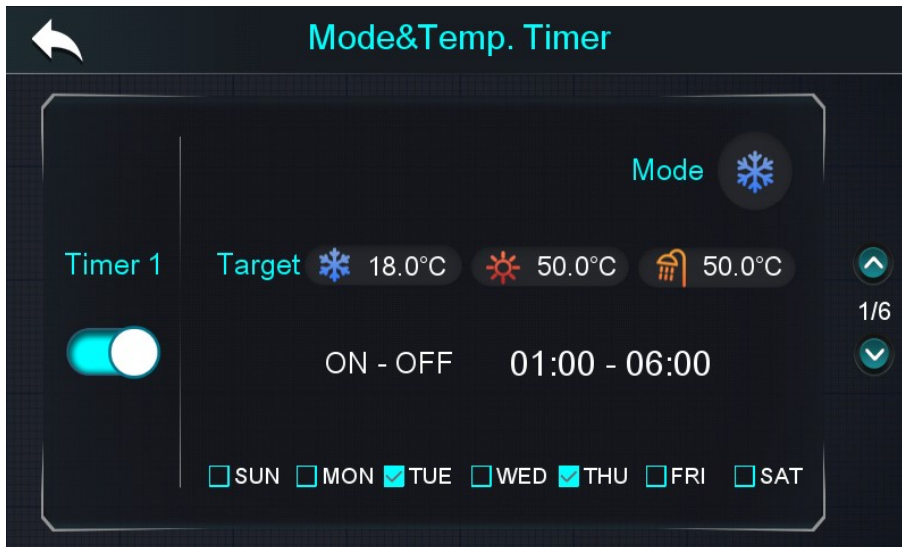 Mode&Temp. Timer
Mode
Timer 1
Target 18.0°C 50.0°C 50.0°C
1/6
ON - OFF 01:00 - 06:00
SUN MON TUE WED THU FRI SAT